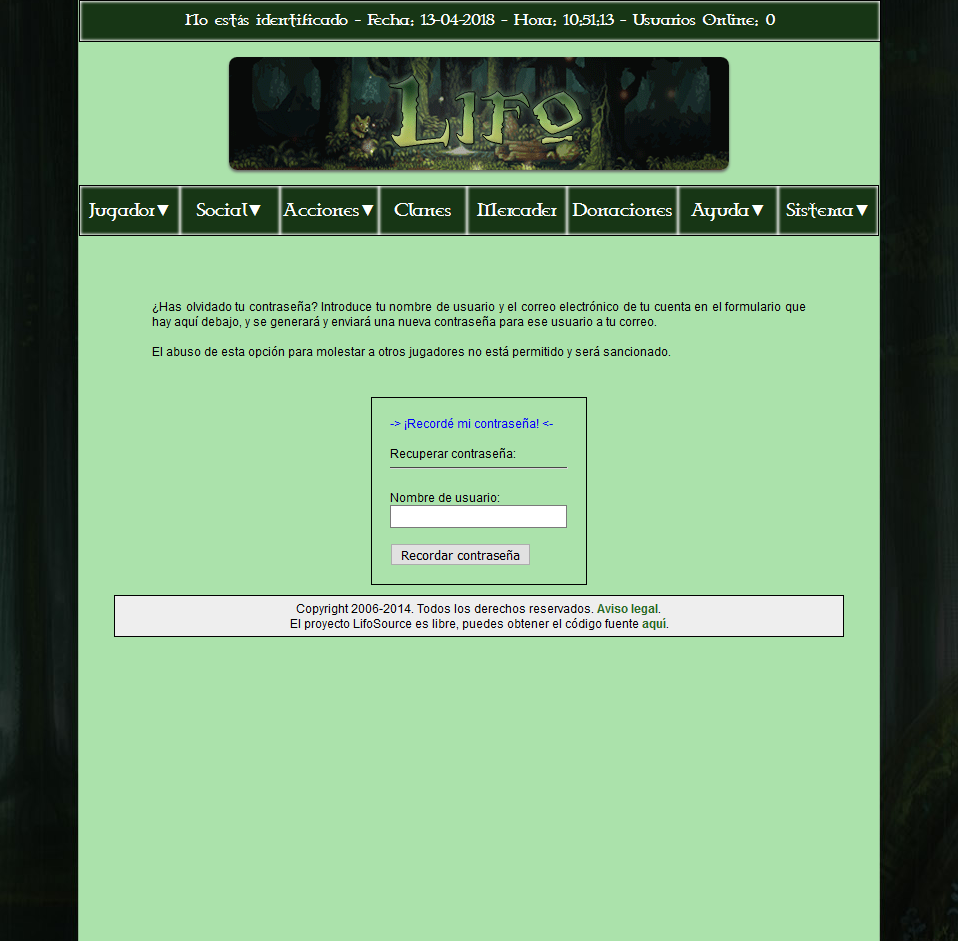 No estás identificado - Fecha: 13-04-2018 - Hora: 10:51:13 - Usuarios Online: 0
Lifo
Jugador▼ Social▼ Acciones▼ Clanes Mercader Donaciones Ayuda▼ Sistema▼
¿Has olvidado tu contraseña? Introduce tu nombre de usuario y el correo electrónico de tu cuenta en el formulario que
hay aquí debajo, y se generará y enviará una nueva contraseña para ese usuario a tu correo.
El abuso de esta opción para molestar a otros jugadores no está permitido y será sancionado.
-> ¡Recordé mi contraseña! <-
Recuperar contraseña:
Nombre de usuario:
Recordar contraseña
Copyright 2006-2014. Todos los derechos reservados. Aviso legal.
El proyecto LifoSource es libre, puedes obtener el código fuente aquí.